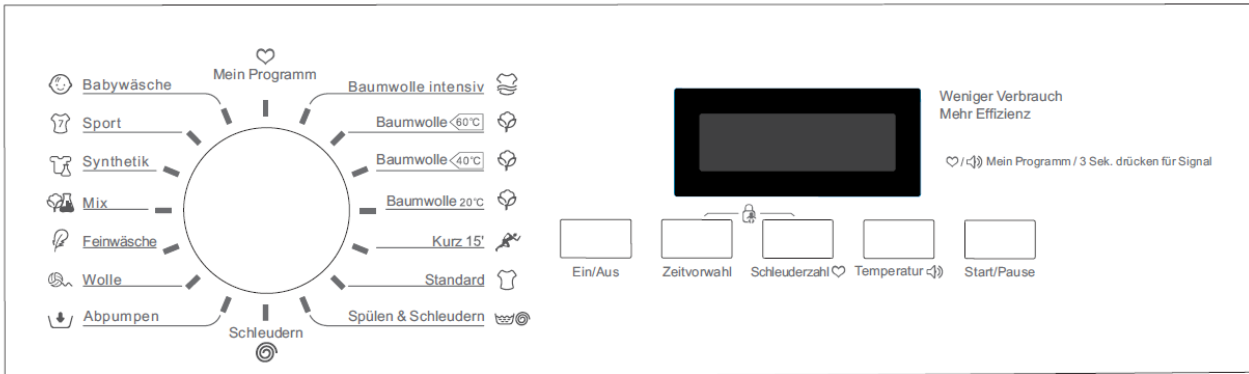 Mein Programm
Babywäsche
Sport
Synthetik
Mix
Feinwäsche
Wolle
Abpumpen
Schleudern
Baumwolle intensiv
Baumwolle 60℃
Baumwolle 40℃
Baumwolle 20℃
Kurz 15'
Standard
Spülen & Schleudern
7
Weniger Verbrauch
Mehr Effizienz
♡/ Mein Programm / 3 Sek. drücken für Signal
Ein/Aus
Zeitvorwahl
Schleuderzahl♡
Temperatur
Start/Pause